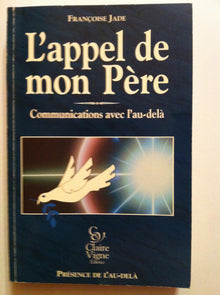 FRANÇOISE JADE
L'appel de
mon Père
Communications avec l'au-delà
Claire
Vigne
PRÉSENCE DE L'AU-DELÀ